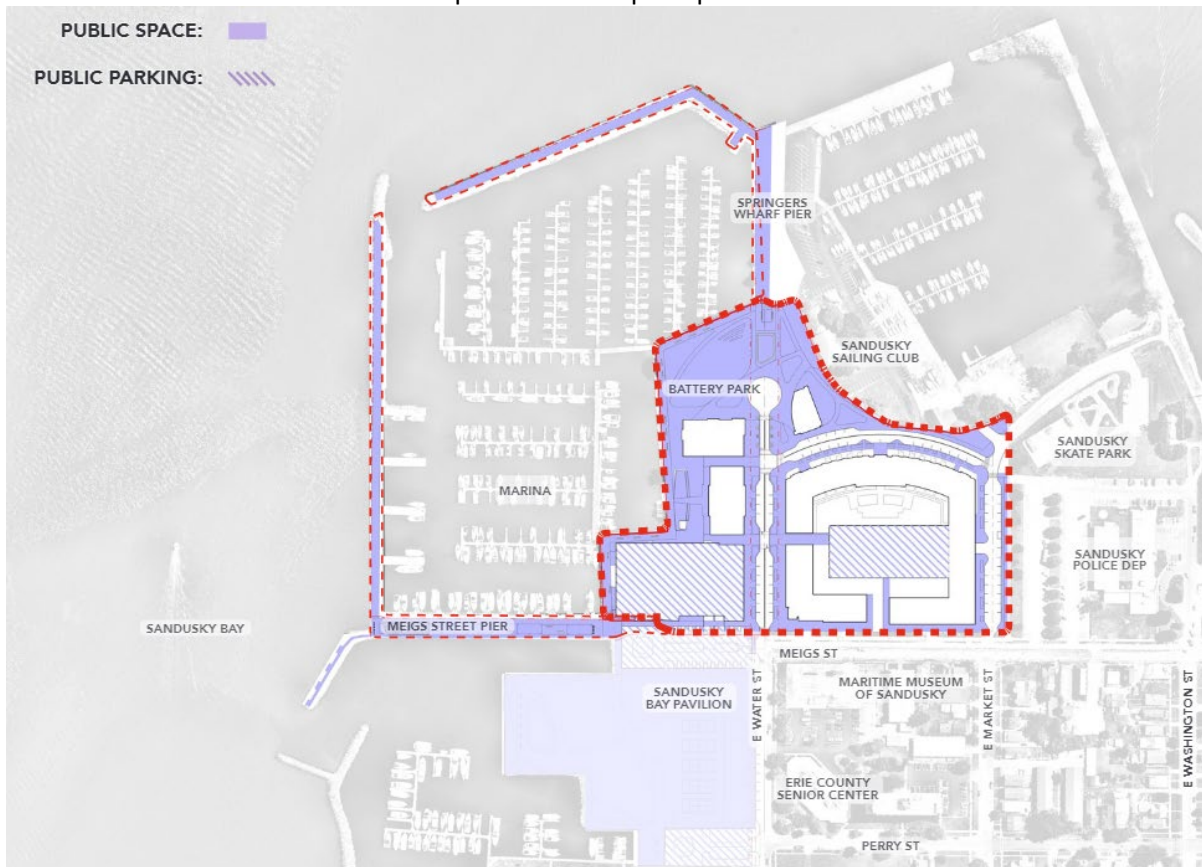 PUBLIC SPACE:
PUBLIC PARKING:
SPRINGERS
WHARF PIER
SANDUSKY
SAILING CLUB
BATTERY PARK
SANDUSKY
SKATE PARK
MARINA
SANDUSKY
POLICE DEP
SANDUSKY BAY
MEIGS STREET PIER
MEIGS ST
SANDUSKY
BAY PAVILION
E WATER ST
MARITIME MUSEUM
OF SANDUSKY
E MARKET ST
E WASHINGTON ST
ERIE COUNTY
SENIOR CENTER
PERRY ST